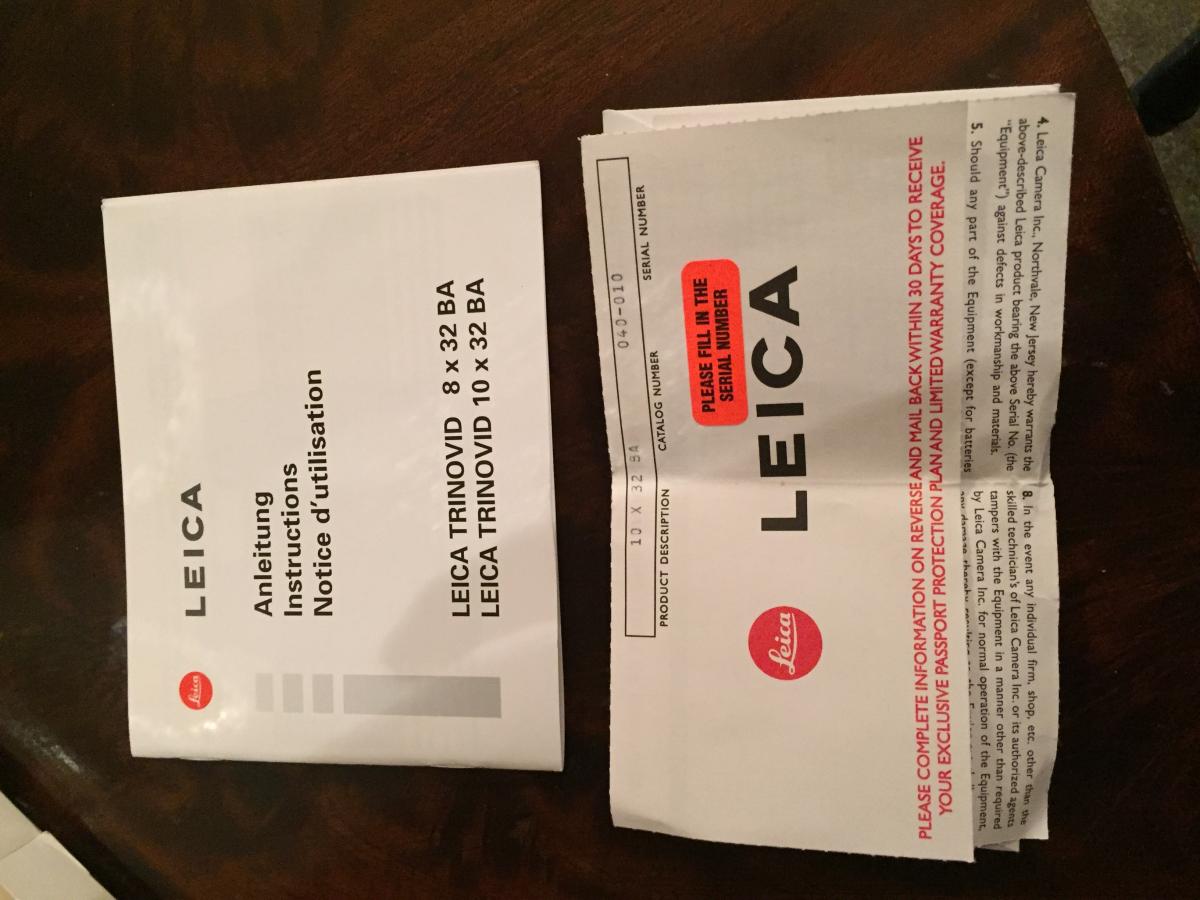 Leica
LEICA
Anleitung
Instructions
Notice d'utilisation
LEICA TRINOVID 8 x 32 BA
LEICA TRINOVID 10 x 32 BA
10 X 32 BA 040-010
PRODUCT DESCRIPTION CATALOG NUMBER SERIAL NUMBER
PLEASE FILL IN THE
SERIAL NUMBER
Leica
LEICA
PLEASE COMPLETE INFORMATION ON REVERSE AND MAIL BACK WITHIN 30 DAYS TO RECEIVE
YOUR EXCLUSIVE PASSPORT PROTECTION PLAN AND LIMITED WARRANTY COVERAGE.
4. Leica Camera Inc., Northvale, New Jersey hereby warrants the
above-described Leica product bearing the above Serial No. (the
"Equipment") against defects in workmanship and materials.
5. Should any part of the Equipment (except for batteries
8. In the event any individual firm, shop, etc. other than the
skilled technician's of Leica Camera Inc. or its authorized agents
tampers with the Equipment in a manner other than required
by Leica Camera Inc. for normal operation of the Equipment,